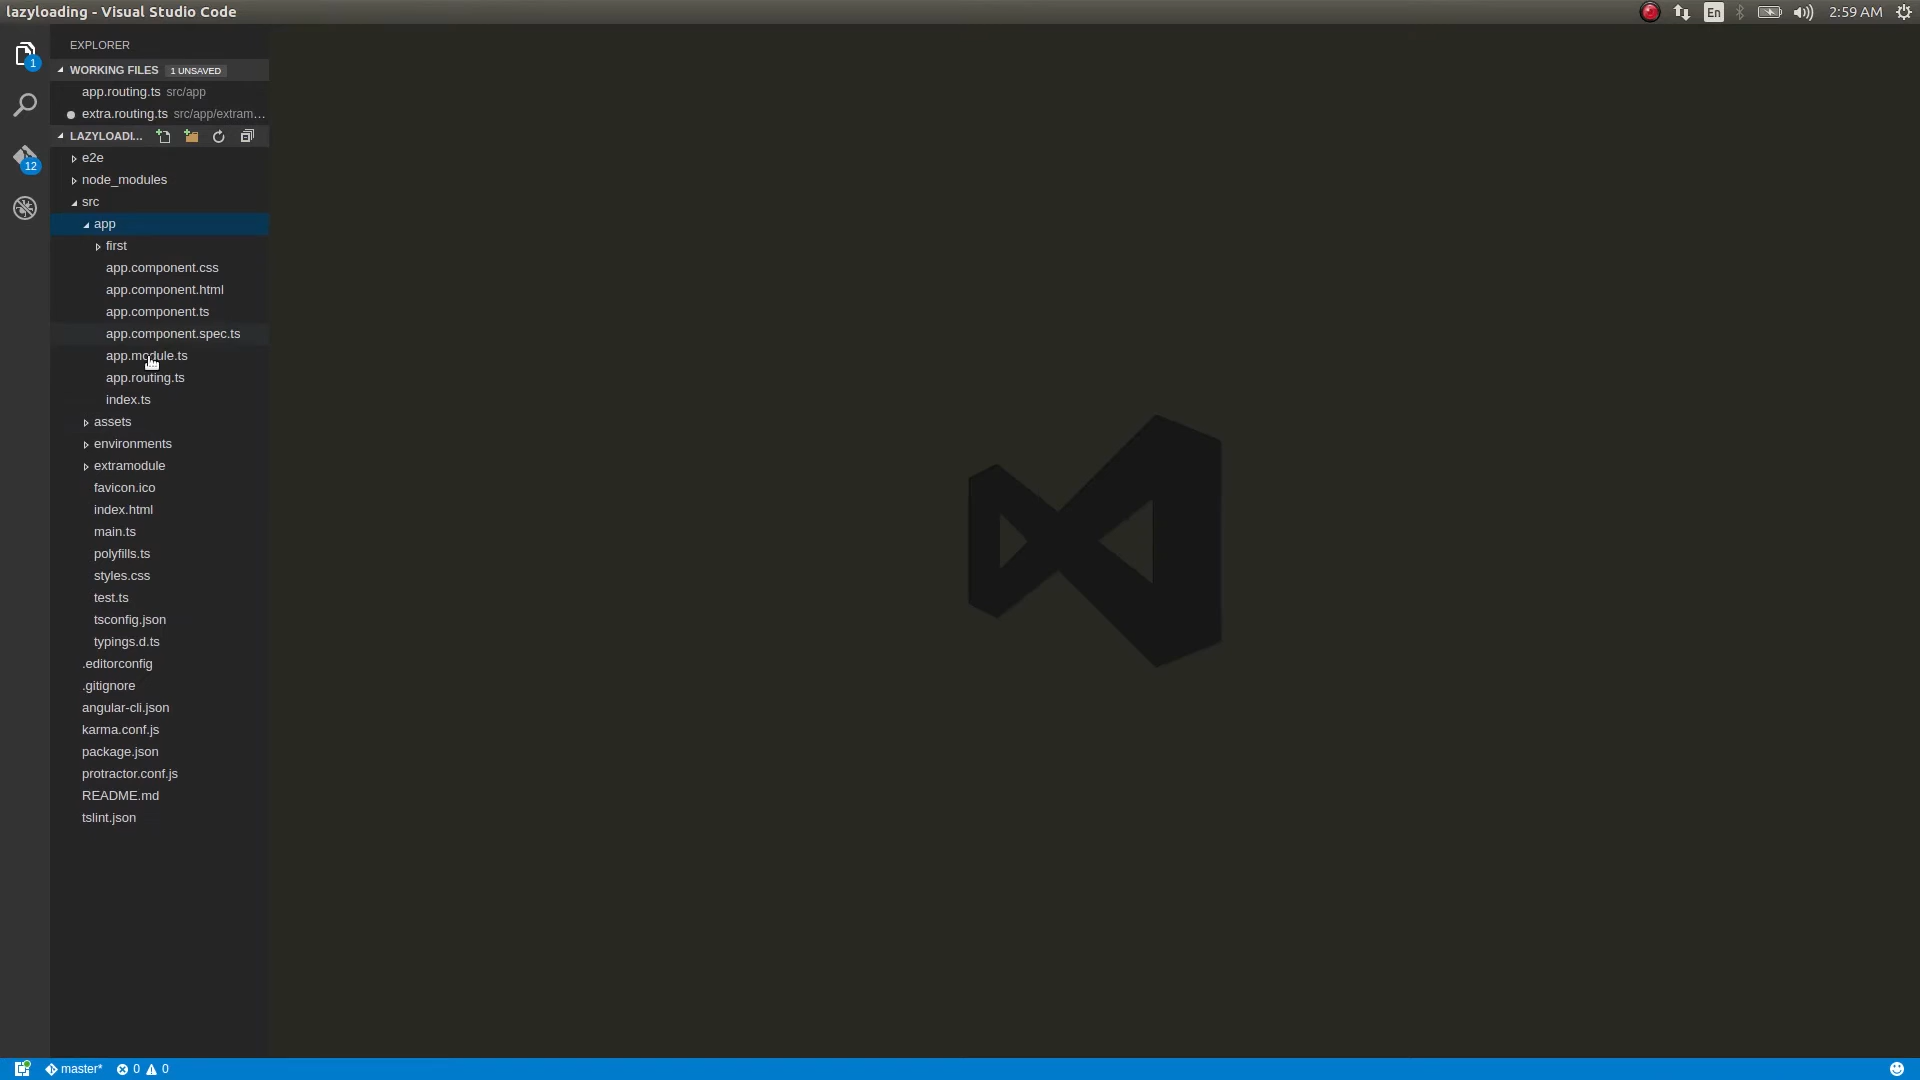 lazyloading - Visual Studio Code
En
2:59 AM
EXPLORER
1
WORKING FILES 1 UNSAVED
app.routing.ts src/app
extra.routing.ts src/app/extram…
LAZYLOADI...
e2e
12
node_modules
src
app
first
app.component.css
app.component.html
app.component.ts
app.component.spec.ts
app.module.ts
app.routing.ts
index.ts
assets
environments
extramodule
favicon.ico
index.html
main.ts
polyfills.ts
styles.css
test.ts
tsconfig.json
typings.d.ts
.editorconfig
.gitignore
angular-cli.json
karma.conf.js
package.json
protractor.conf.js
README.md
tslint.json
master* 0 0